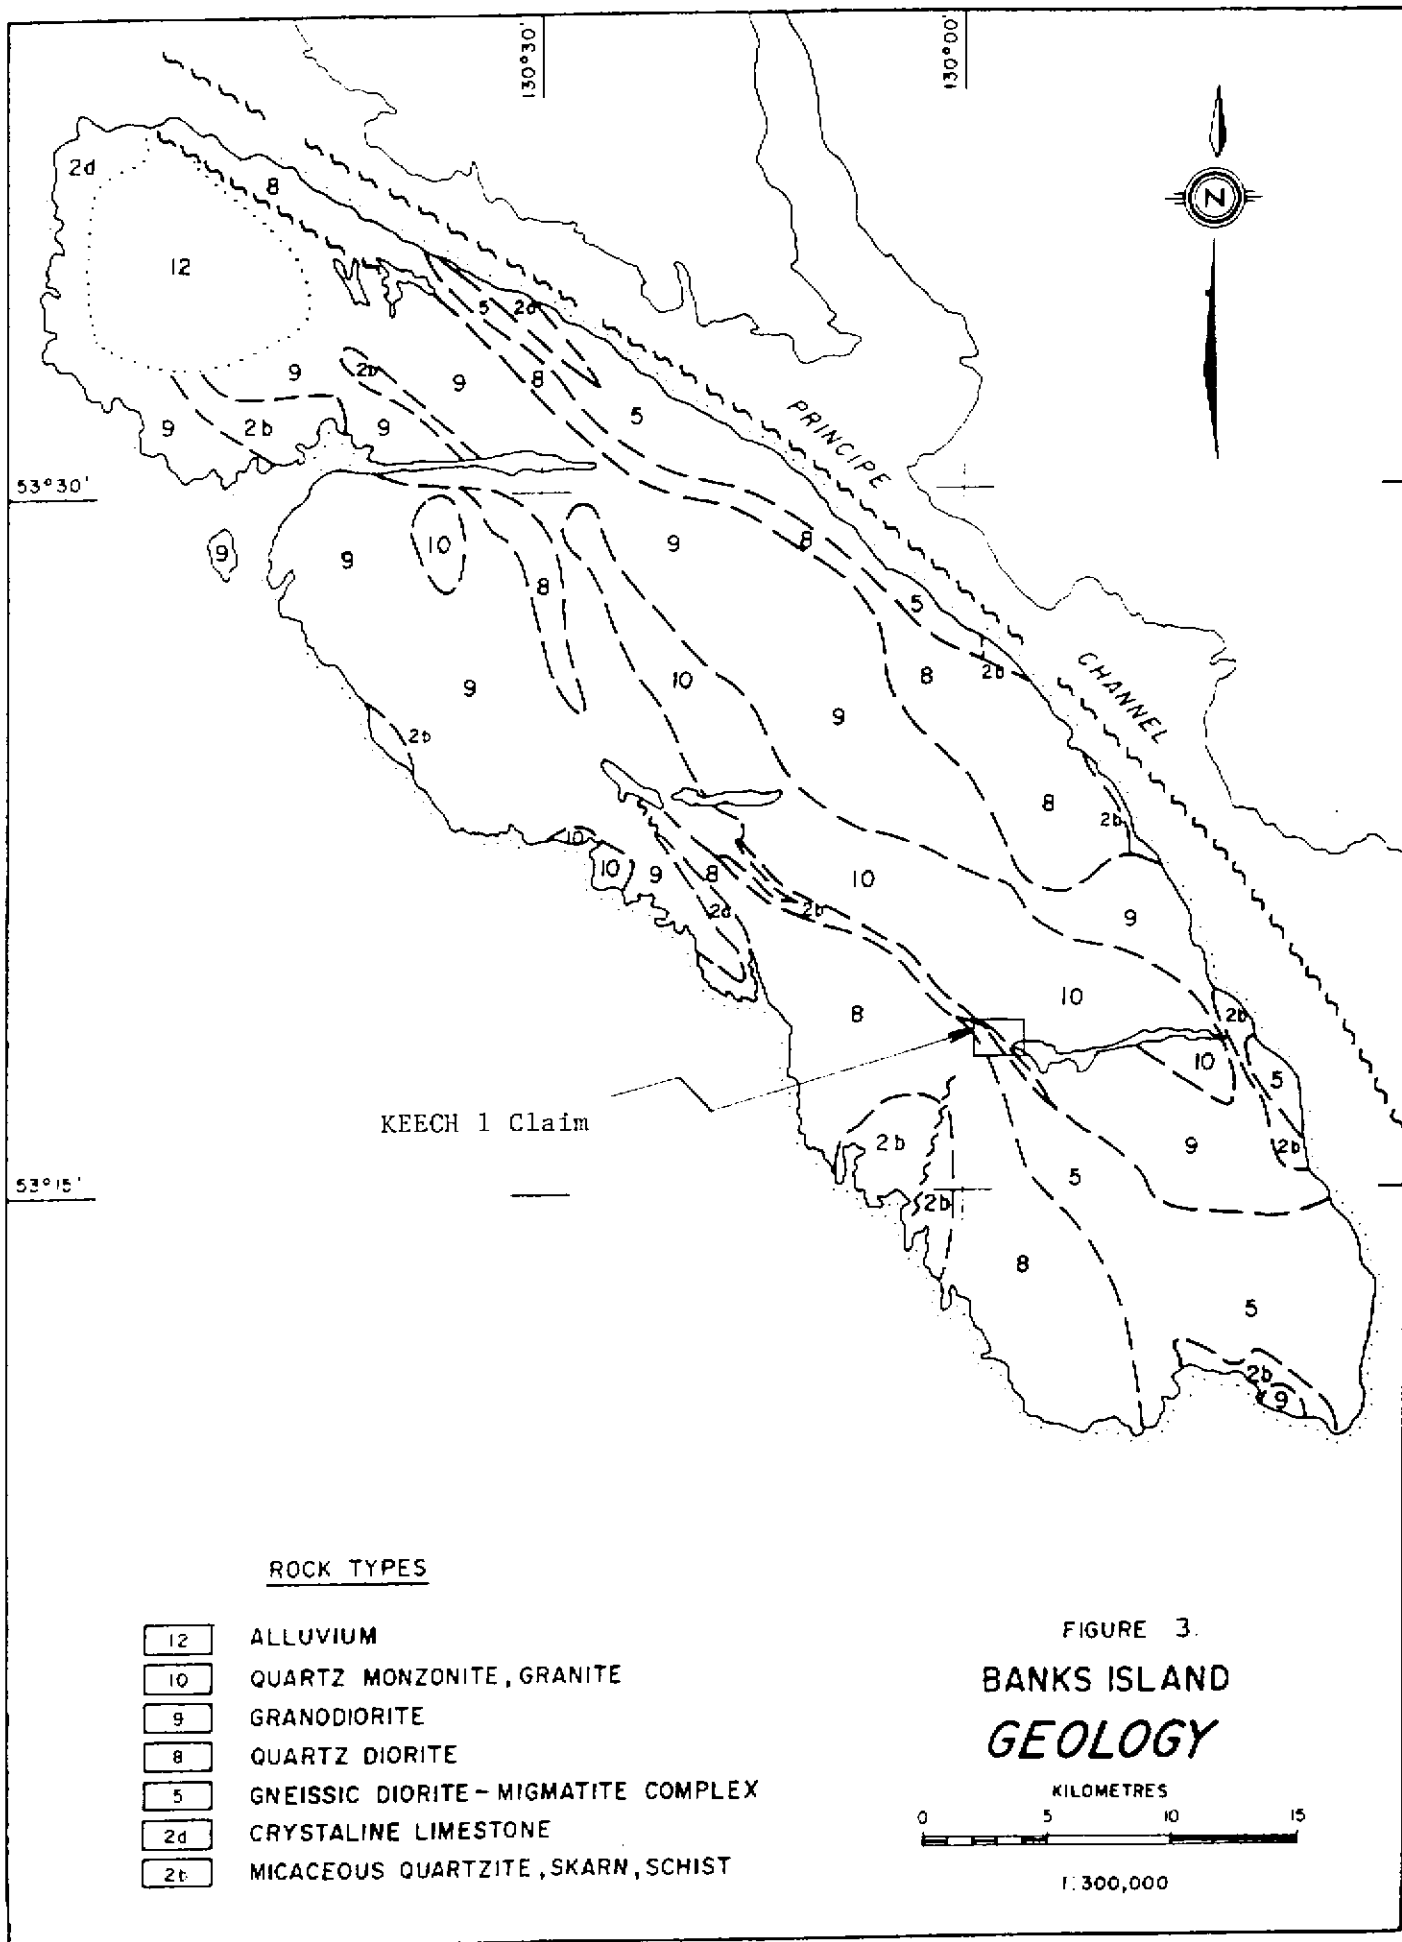 130°30'
130°00'
N
2d
8
12
5
2d
9
2b
9
8
5
9
2b
9
PRINCIPE
53°30'
9
9
10
8
9
8
5
10
9
8
2b
9
CHANNEL
2b
8
2b
10
10
9
8
2d
2b
10
9
8
10
2b
10
5
KEECH 1 Claim
2b
9
2b
5
53°15'
2b
8
5
2b
9
ROCK TYPES
12 ALLUVIUM
10 QUARTZ MONZONITE, GRANITE
9 GRANODIORITE
8 QUARTZ DIORITE
5 GNEISSIC DIORITE - MIGMATITE COMPLEX
2d CRYSTALINE LIMESTONE
2b MICACEOUS QUARTZITE, SKARN, SCHIST
FIGURE 3.
BANKS ISLAND
GEOLOGY
KILOMETRES
0 5 10 15
1:300,000